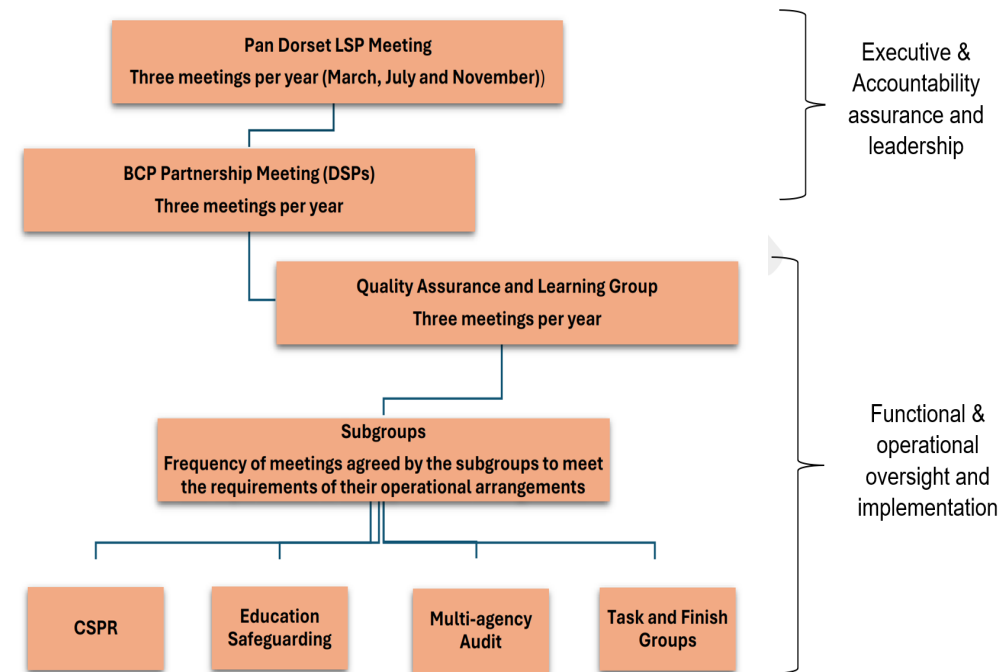 Pan Dorset LSP Meeting
Three meetings per year (March, July and November))
Executive &
Accountability
assurance and
leadership
BCP Partnership Meeting (DSPs)
Three meetings per year
Quality Assurance and Learning Group
Three meetings per year
Subgroups
Frequency of meetings agreed by the subgroups to meet
the requirements of their operational arrangements
Functional &
operational
oversight and
implementation
CSPR
Education
Safeguarding
Multi-agency
Audit
Task and Finish
Groups